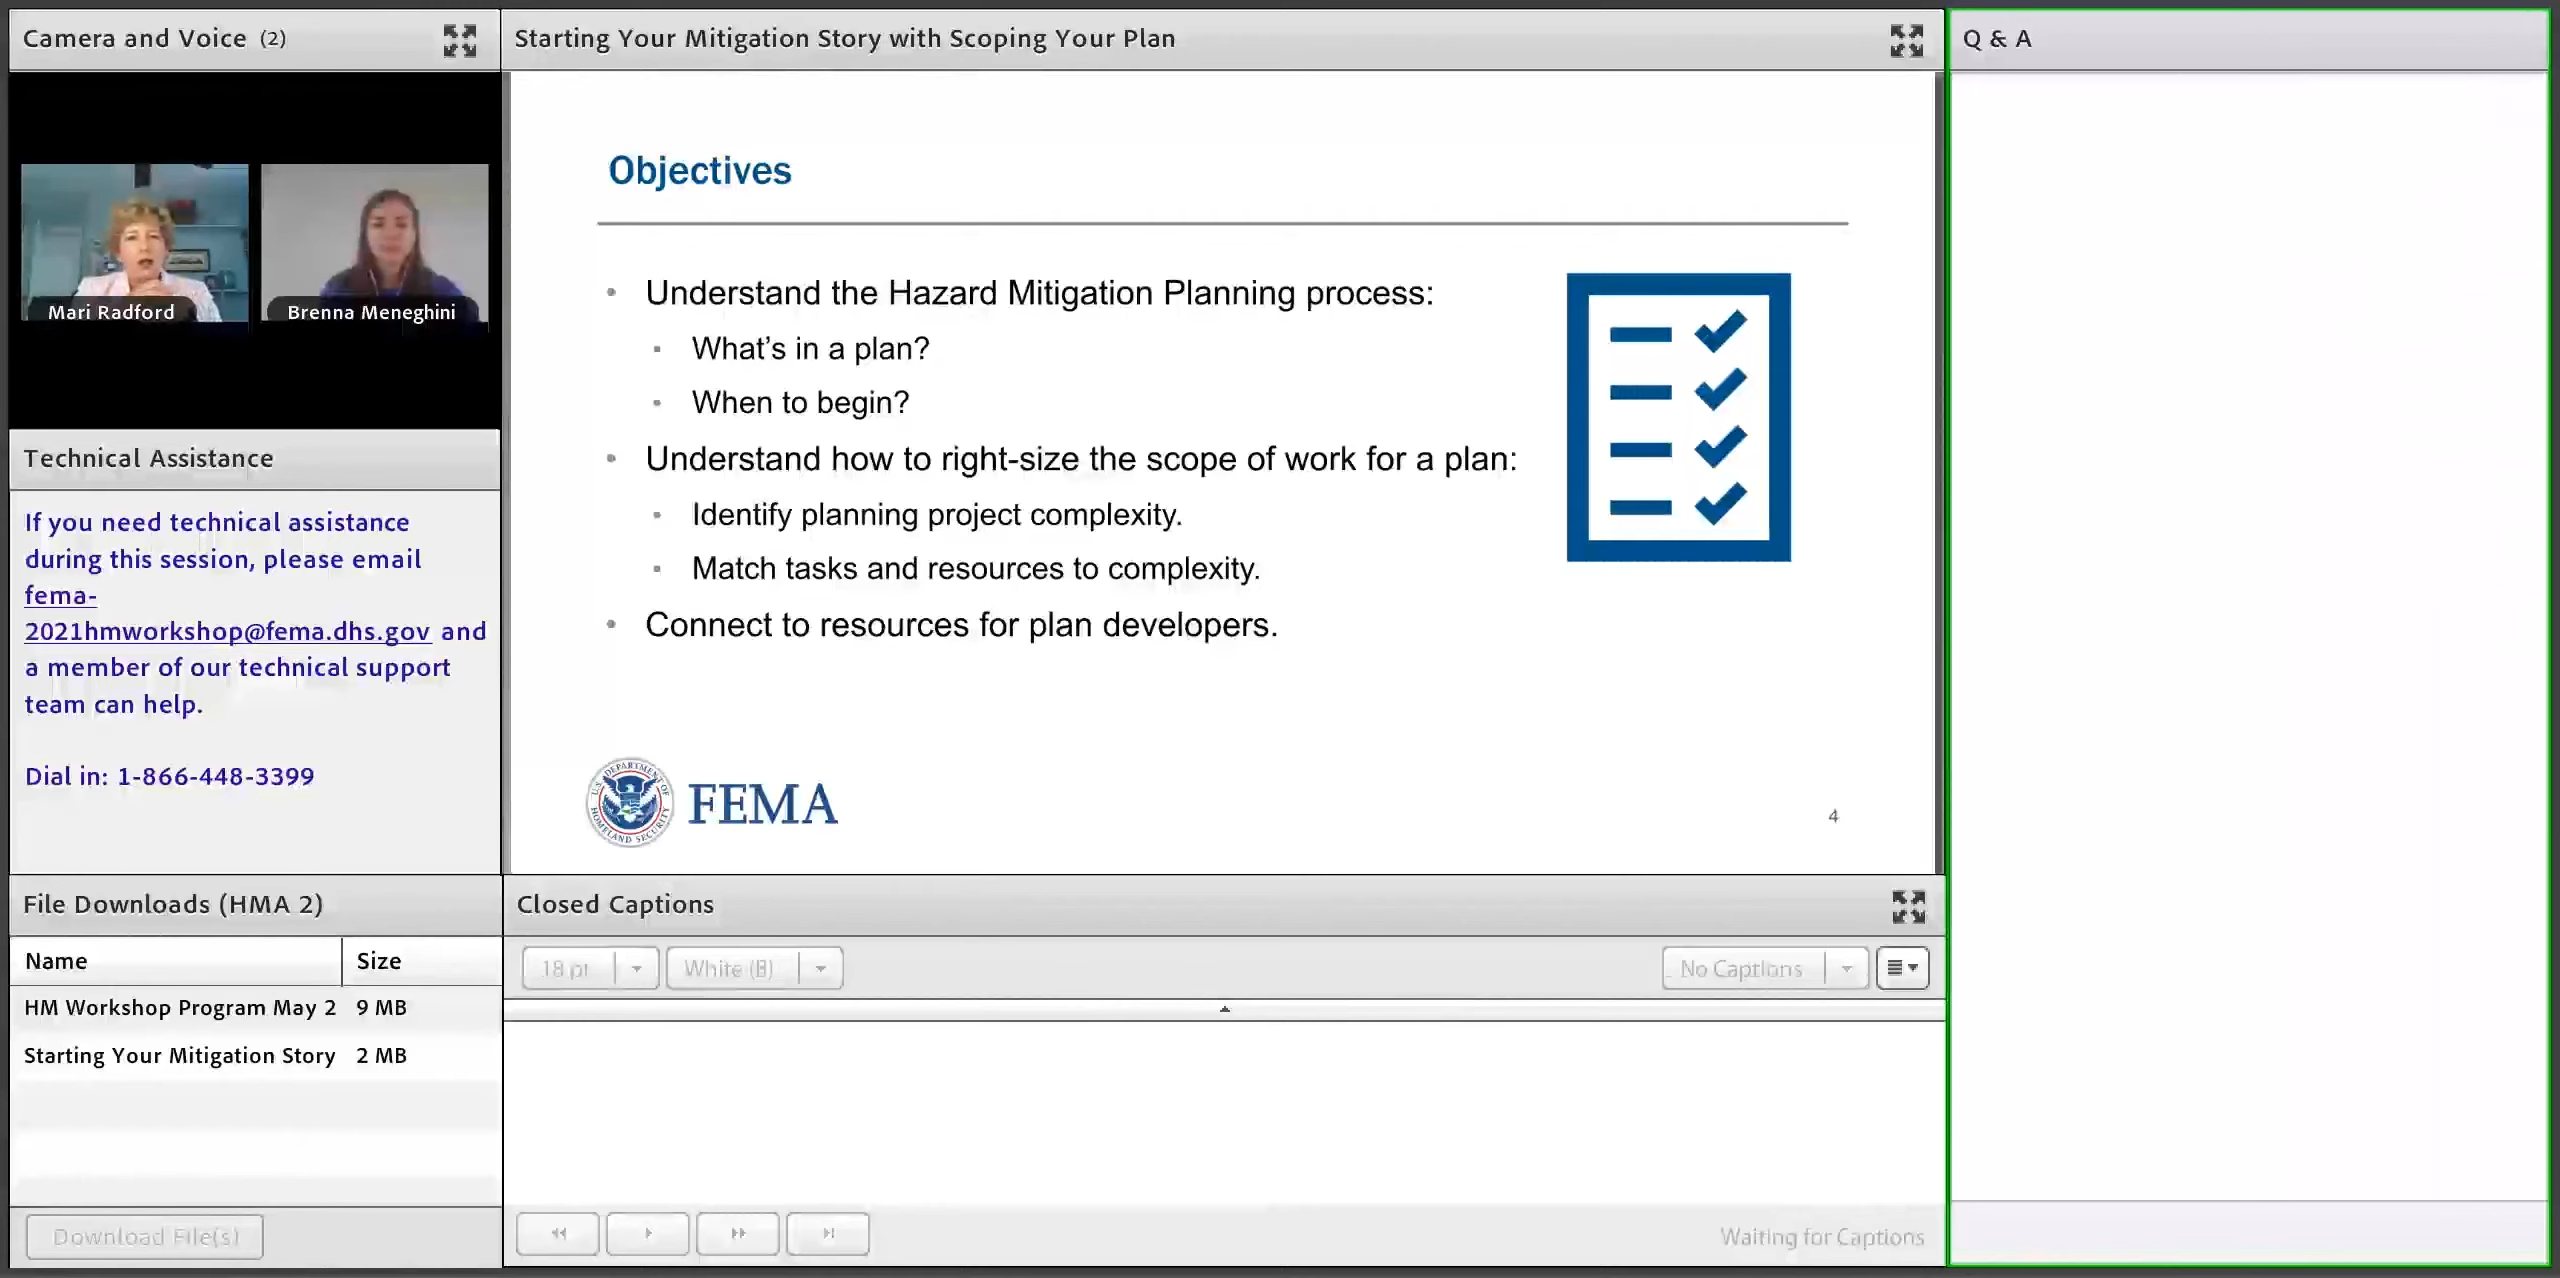 Camera and Voice (2)
Mari Radford
Brenna Meneghini
Technical Assistance
If you need technical assistance
during this session, please email
fema-
2021hmworkshop@fema.dhs.gov and
a member of our technical support
team can help.
Dial in: 1-866-448-3399
File Downloads (HMA 2)
Name Size
HM Workshop Program May 2 9 MB
Starting Your Mitigation Story 2 MB
Download File(s)
Starting Your Mitigation Story with Scoping Your Plan
Objectives
• Understand the Hazard Mitigation Planning process:
▪ What’s in a plan?
▪ When to begin?
• Understand how to right-size the scope of work for a plan:
▪ Identify planning project complexity.
▪ Match tasks and resources to complexity.
• Connect to resources for plan developers.
U.S. DEPARTMENT OF HOMELAND SECURITY
FEMA
4
Closed Captions
18 pt White (B) No Captions
Waiting for Captions
Q & A